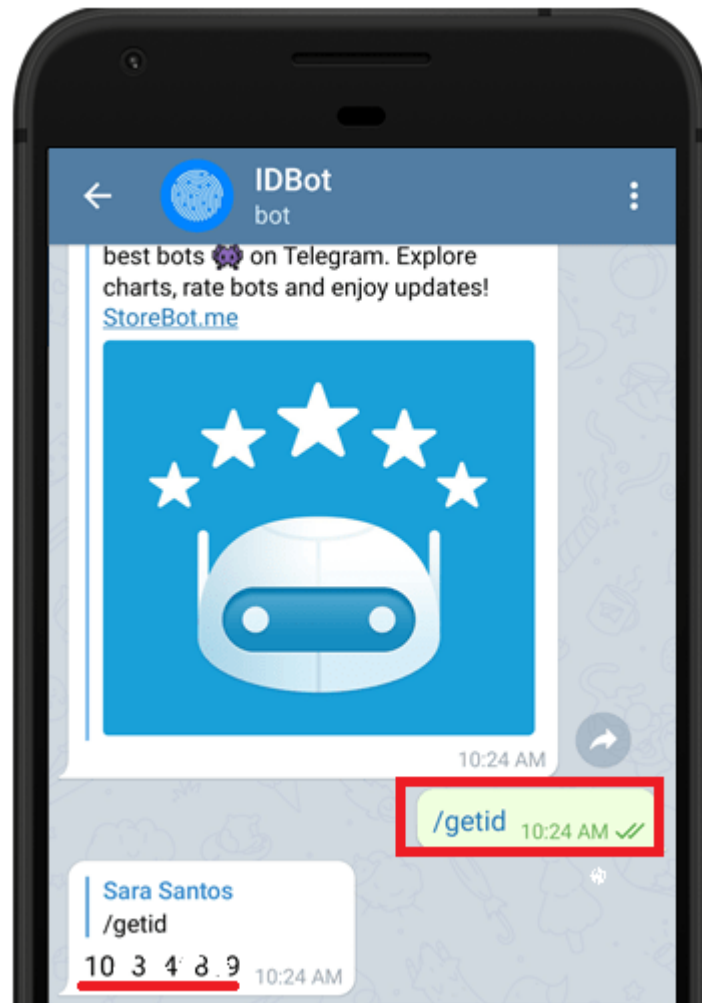 IDBot
bot
best bots 👾 on Telegram. Explore
charts, rate bots and enjoy updates!
StoreBot.me
10:24 AM
/getid 10:24 AM
Sara Santos
/getid
10:24 AM